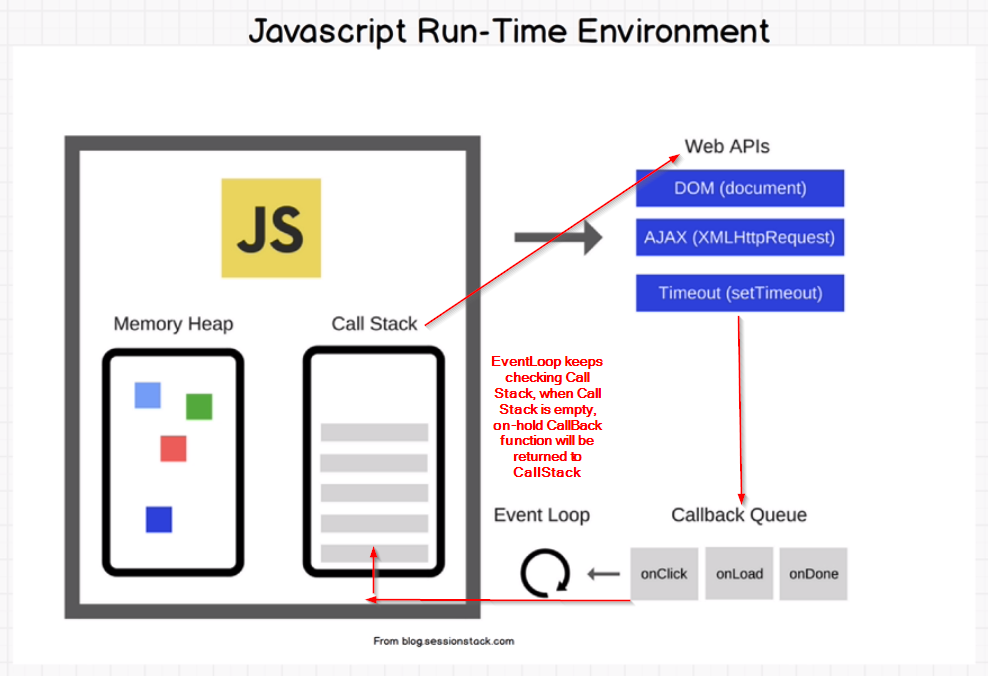 Javascript Run-Time Environment
Web APIs
DOM (document)
JS
AJAX (XMLHttpRequest)
Timeout (setTimeout)
Memory Heap
Call Stack
EventLoop keeps
checking Call
Stack, when Call
Stack is empty,
on-hold CallBack
function will be
returned to
CallStack
Event Loop
Callback Queue
onClick
onLoad
onDone
From blog.sessionstack.com